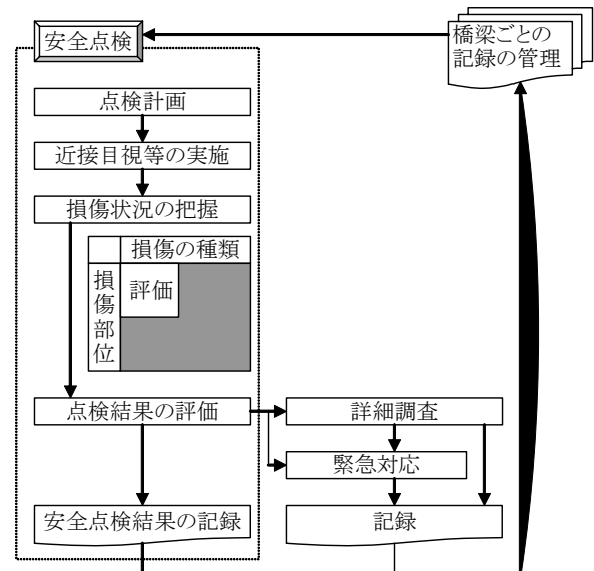 安全点検
橋梁ごとの
記録の管理
点検計画
近接目視等の実施
損傷状況の把握
損傷の種類
損傷部位
評価
点検結果の評価
詳細調査
緊急対応
安全点検結果の記録
記録